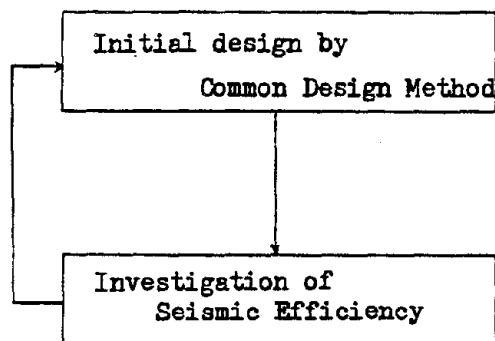 Initial design by
Common Design Method
Investigation of
Seismic Efficiency